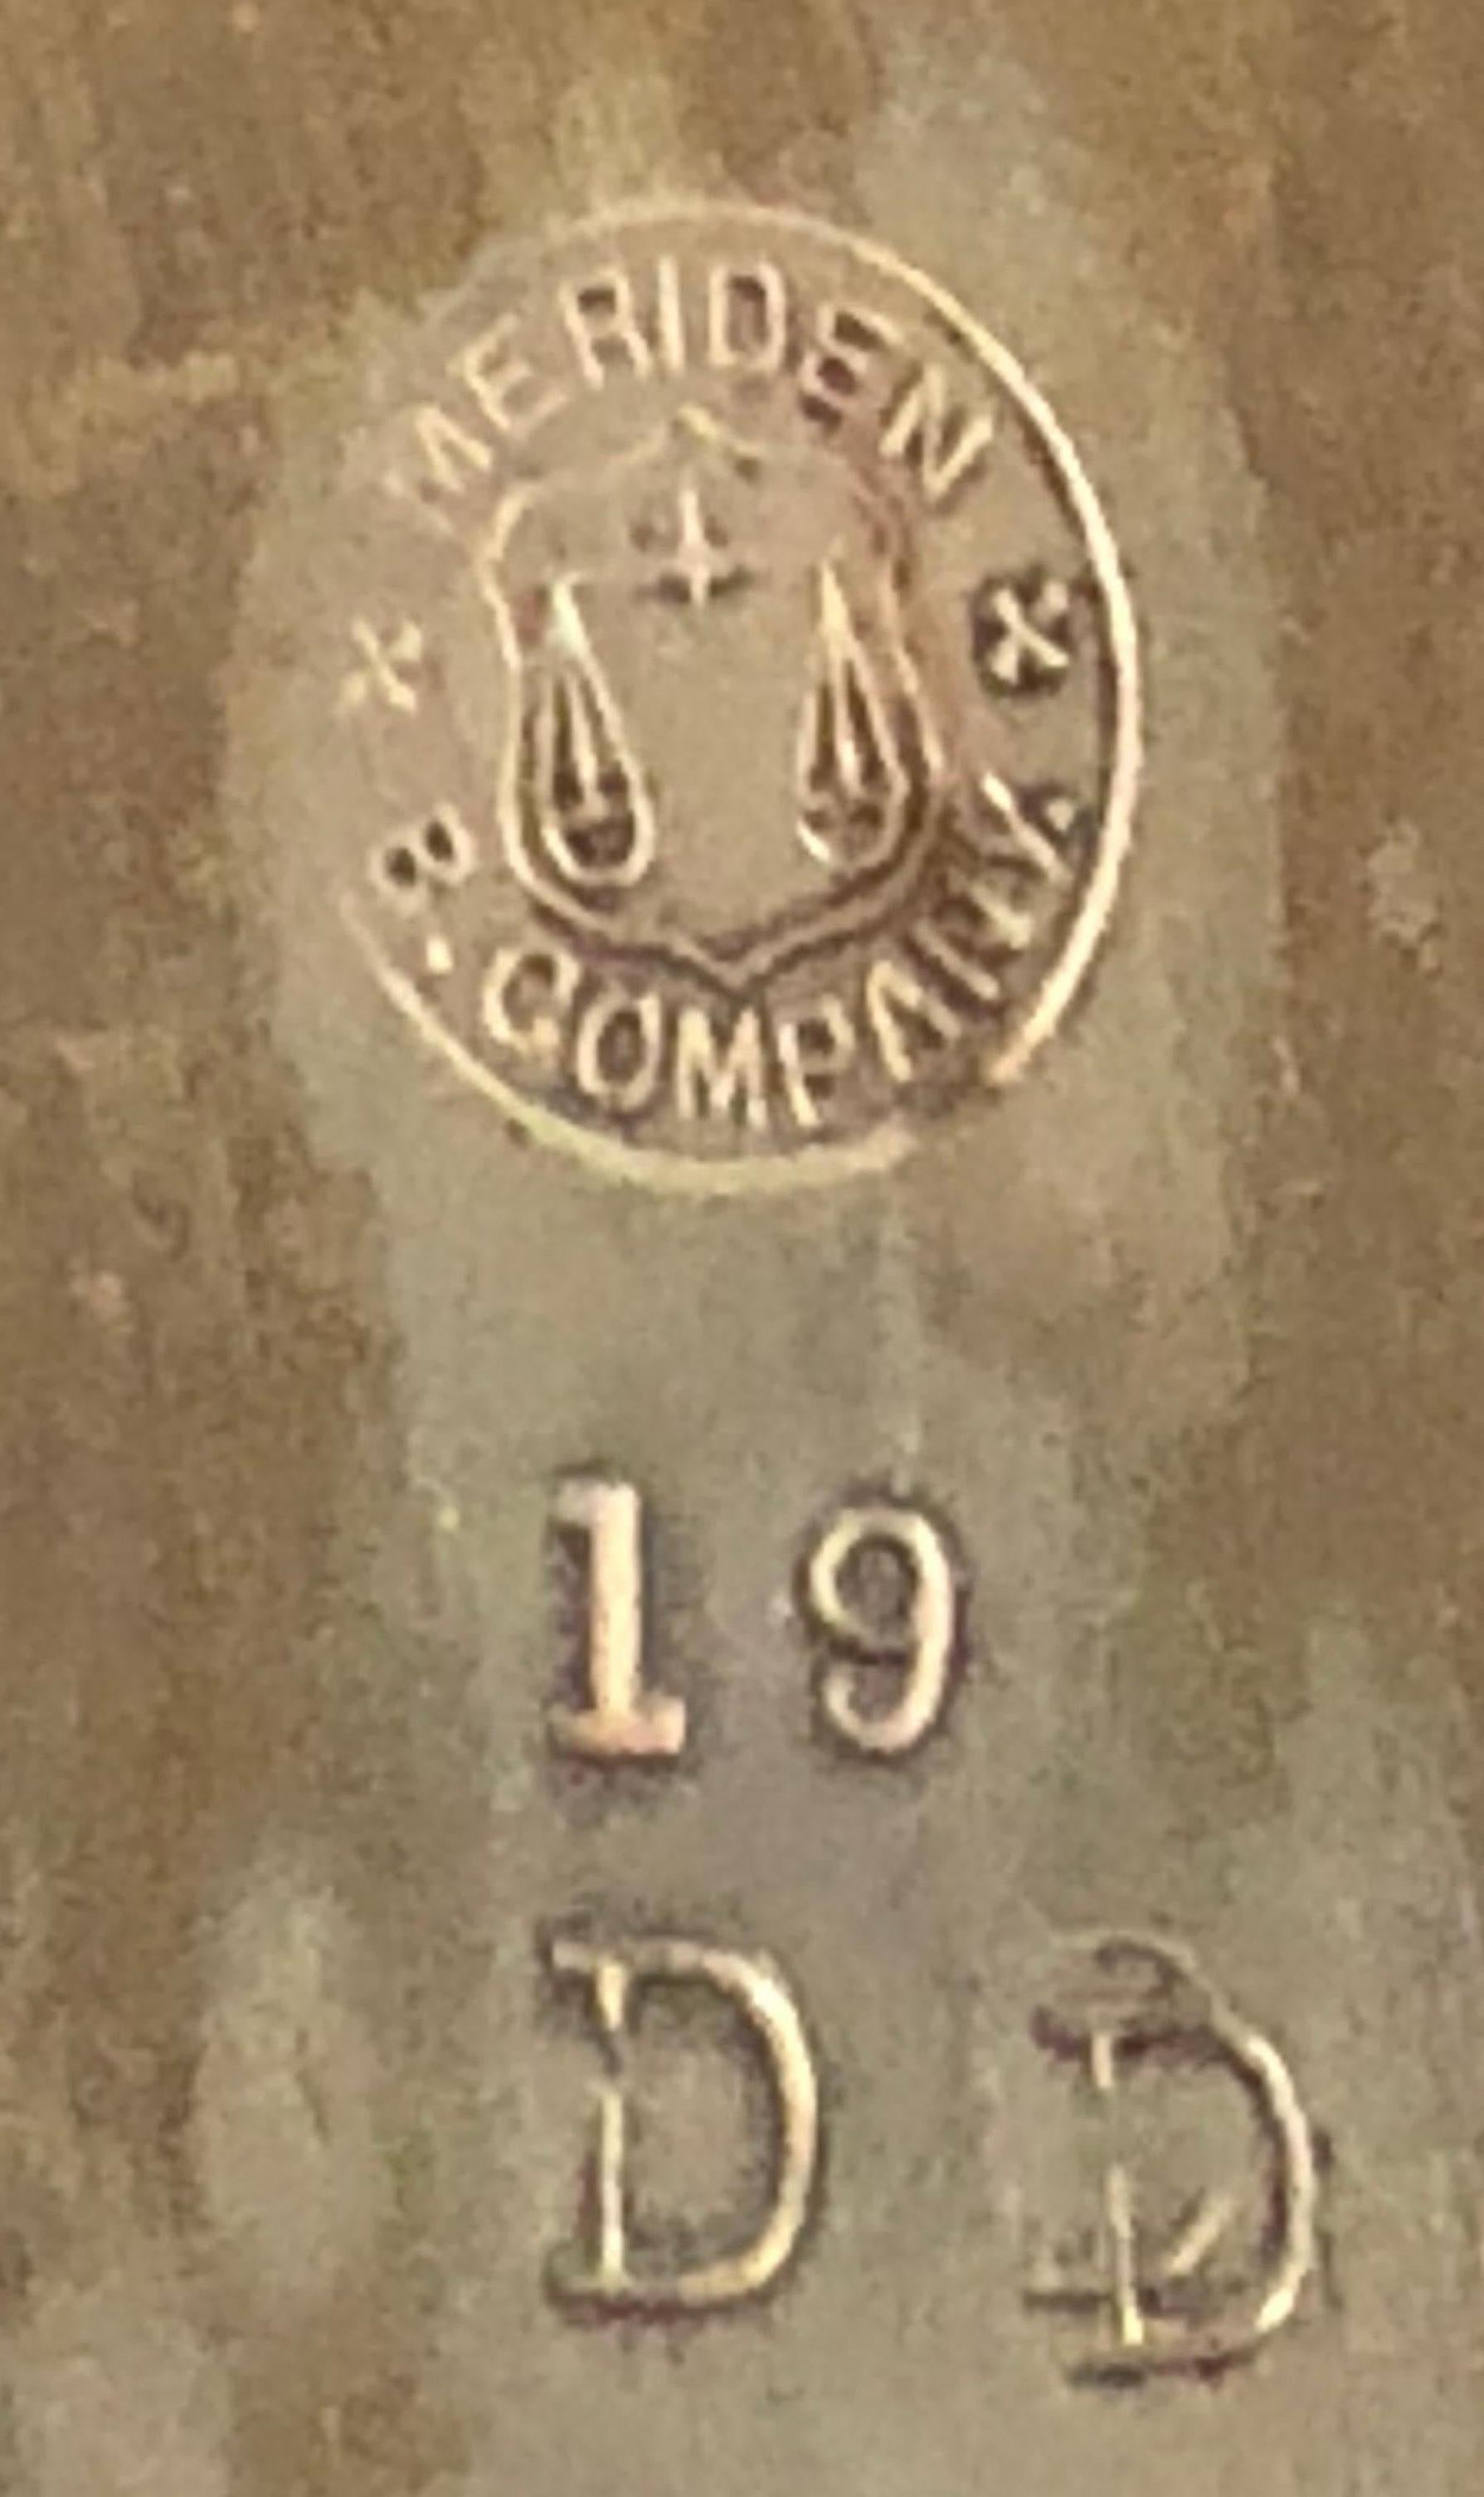 MERIDEN
B. COMPANY
19
D D